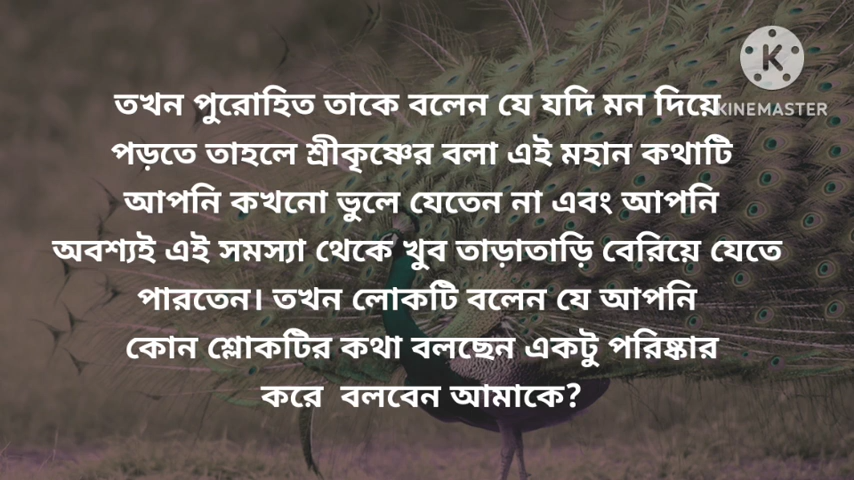 তখন পুরোহিত তাকে বলেন যে যদি মন দিয়ে
KINEMASTER
পড়তে তাহলে শ্রীকৃষ্ণের বলা এই মহান কথাটি
আপনি কখনো ভুলে যেতেন না এবং আপনি
অবশ্যই এই সমস্যা থেকে খুব তাড়াতাড়ি বেরিয়ে যেতে
পারতেন। তখন লোকটি বলেন যে আপনি
কোন শ্লোকটির কথা বলছেন একটু পরিষ্কার
করে বলবেন আমাকে?